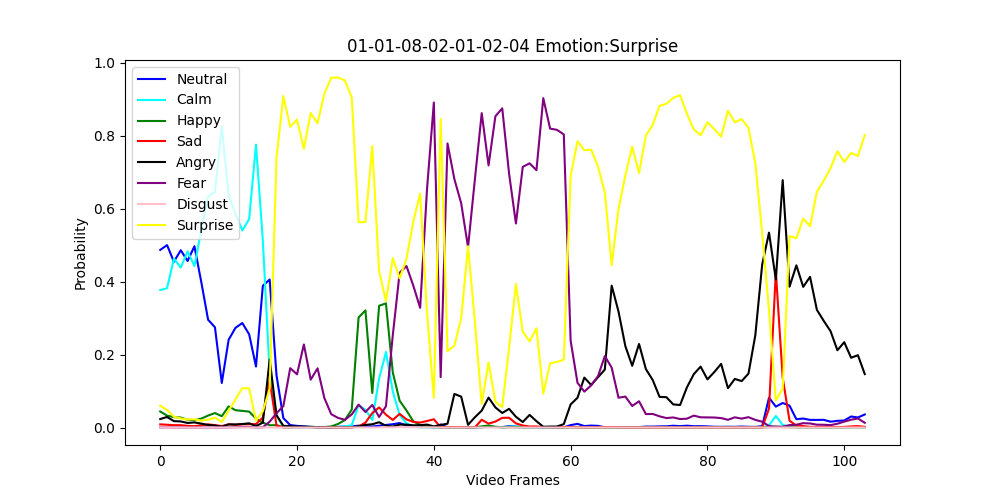 01-01-08-02-01-02-04 Emotion:Surprise
Neutral
Calm
Happy
Sad
Angry
Fear
Disgust
Surprise
1.0
0.8
0.6
0.4
0.2
0.0
Probability
0 20 40 60 80 100
Video Frames